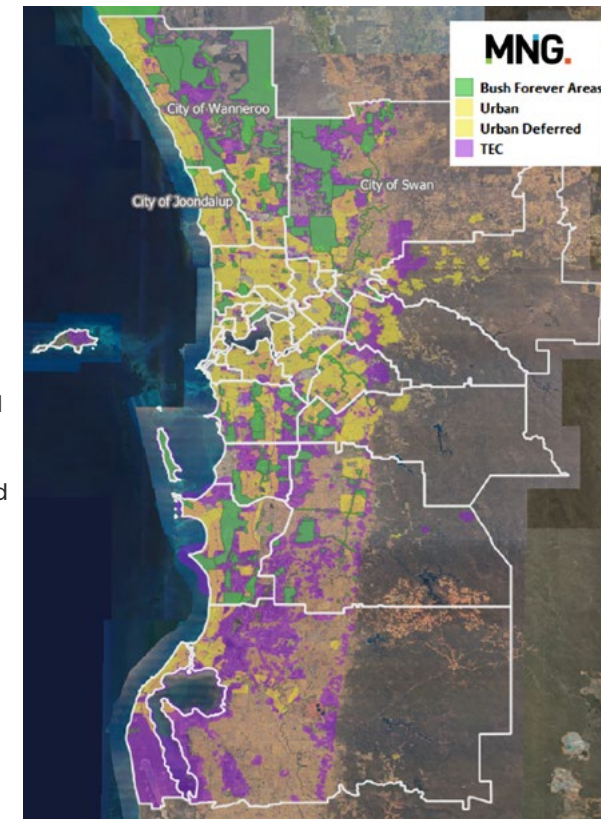 MNG.
Bush Forever Areas
Urban
Urban Deferred
TEC
City of Wanneroo
City of Swan
City of Joondalup